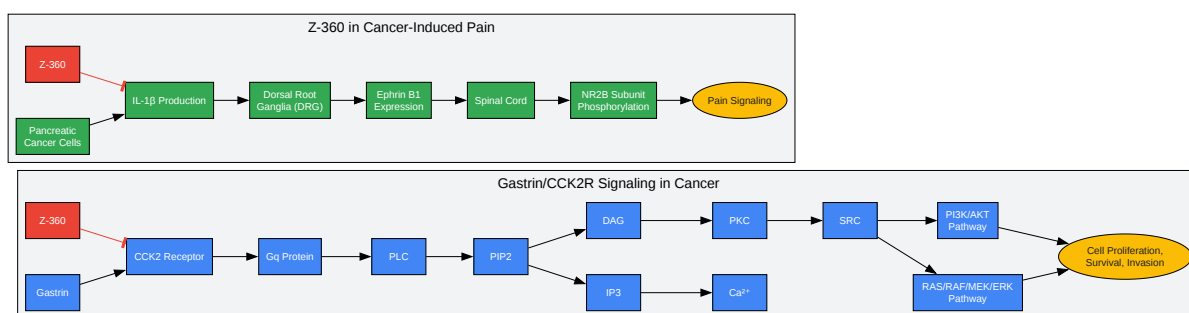 Z-360 in Cancer-Induced Pain
Z-360
IL-1β Production
Dorsal Root
Ganglia (DRG)
Ephrin B1
Expression
Spinal Cord
NR2B Subunit
Phosphorylation
Pain Signaling
Pancreatic
Cancer Cells
Gastrin/CCK2R Signaling in Cancer
Z-360
Gastrin
CCK2 Receptor
Gq Protein
PLC
PIP2
DAG
PKC
SRC
PI3K/AKT
Pathway
IP3
Ca²⁺
RAS/RAF/MEK/ERK
Pathway
Cell Proliferation,
Survival, Invasion